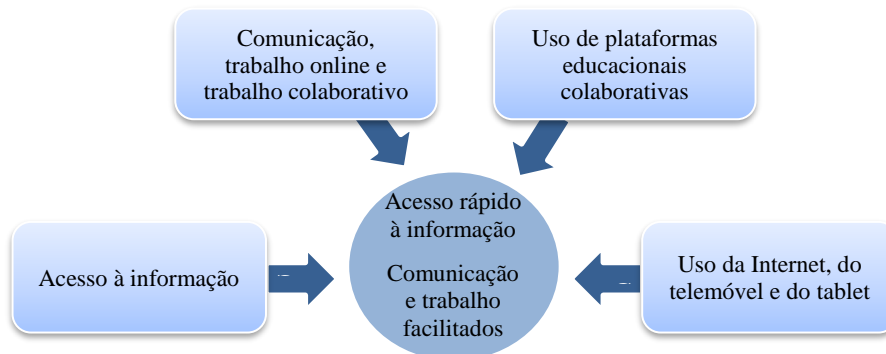 Comunicação,
trabalho online e
trabalho colaborativo
Uso de plataformas
educacionais
colaborativas
Acesso à informação
Acesso rápido
à informação
Comunicação
e trabalho
facilitados
Uso da Internet, do
telemóvel e do tablet